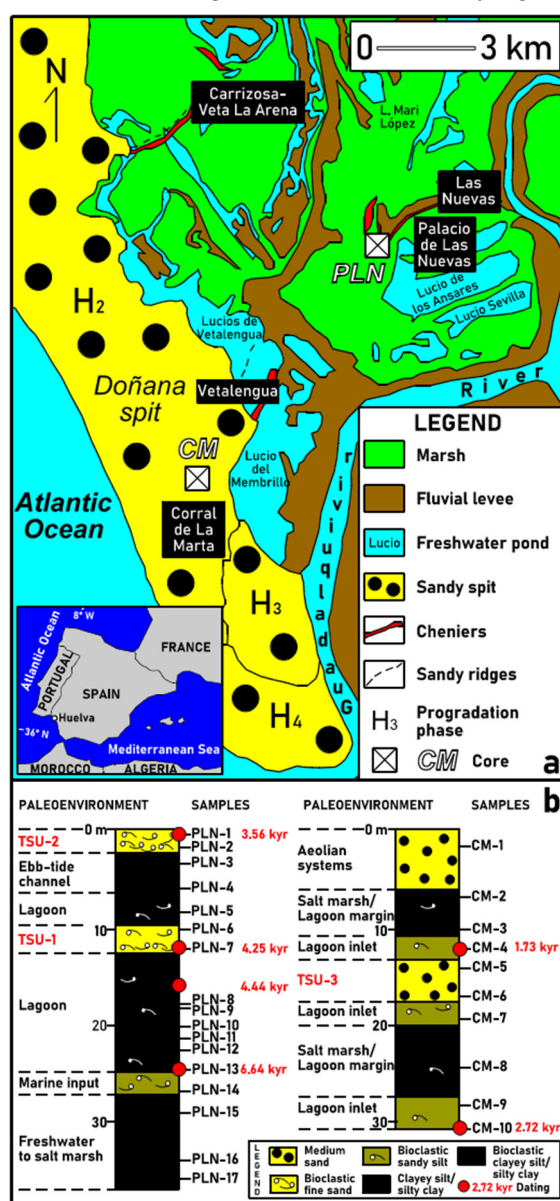 0 3 km
N
Carrizosa-
Veta La Arena
L. Mari
López
Las
Nuevas
Palacio
de Las
Nuevas
PLN
Lucio de
los Ansares
Lucio Sevilla
H2
Lucios de
Vetalengua
River
Doñana
spit
Vetalengua
CM
Lucio
del
Membrillo
Atlantic
Ocean
Corral
de La
Marta
H3
H4
Guadalquivir
LEGEND
Marsh
Fluvial levee
Lucio
Freshwater pond
Sandy spit
Cheniers
Sandy ridges
H3
Progradation
phase
CM
Core
a
8° W
Atlantic Ocean
FRANCE
PORTUGAL
SPAIN
Huelva
36° N
Mediterranean Sea
MOROCCO
ALGERIA
b
PALEOENVIRONMENT
SAMPLES
0 m
TSU-2
PLN-1
3.56 kyr
PLN-2
Ebb-tide
channel
PLN-3
PLN-4
Lagoon
PLN-5
10
TSU-1
PLN-6
PLN-7
4.25 kyr
4.44 kyr
Lagoon
PLN-8
PLN-9
20
PLN-10
PLN-11
PLN-12
PLN-13
6.64 kyr
Marine input
PLN-14
PLN-15
30
Freshwater
to salt marsh
PLN-16
PLN-17
PALEOENVIRONMENT
SAMPLES
0 m
Aeolian
systems
CM-1
Salt marsh/
Lagoon margin
CM-2
10
CM-3
Lagoon inlet
CM-4
1.73 kyr
CM-5
TSU-3
CM-6
Lagoon inlet
CM-7
20
Salt marsh/
Lagoon margin
CM-8
Lagoon inlet
CM-9
30
CM-10
2.72 kyr
LEGEND
Medium
sand
Bioclastic
sandy silt
Bioclastic
clayey silt/
silty clay
Bioclastic
fine sand
Clayey silt/
silty clay
2.72 kyr
Dating